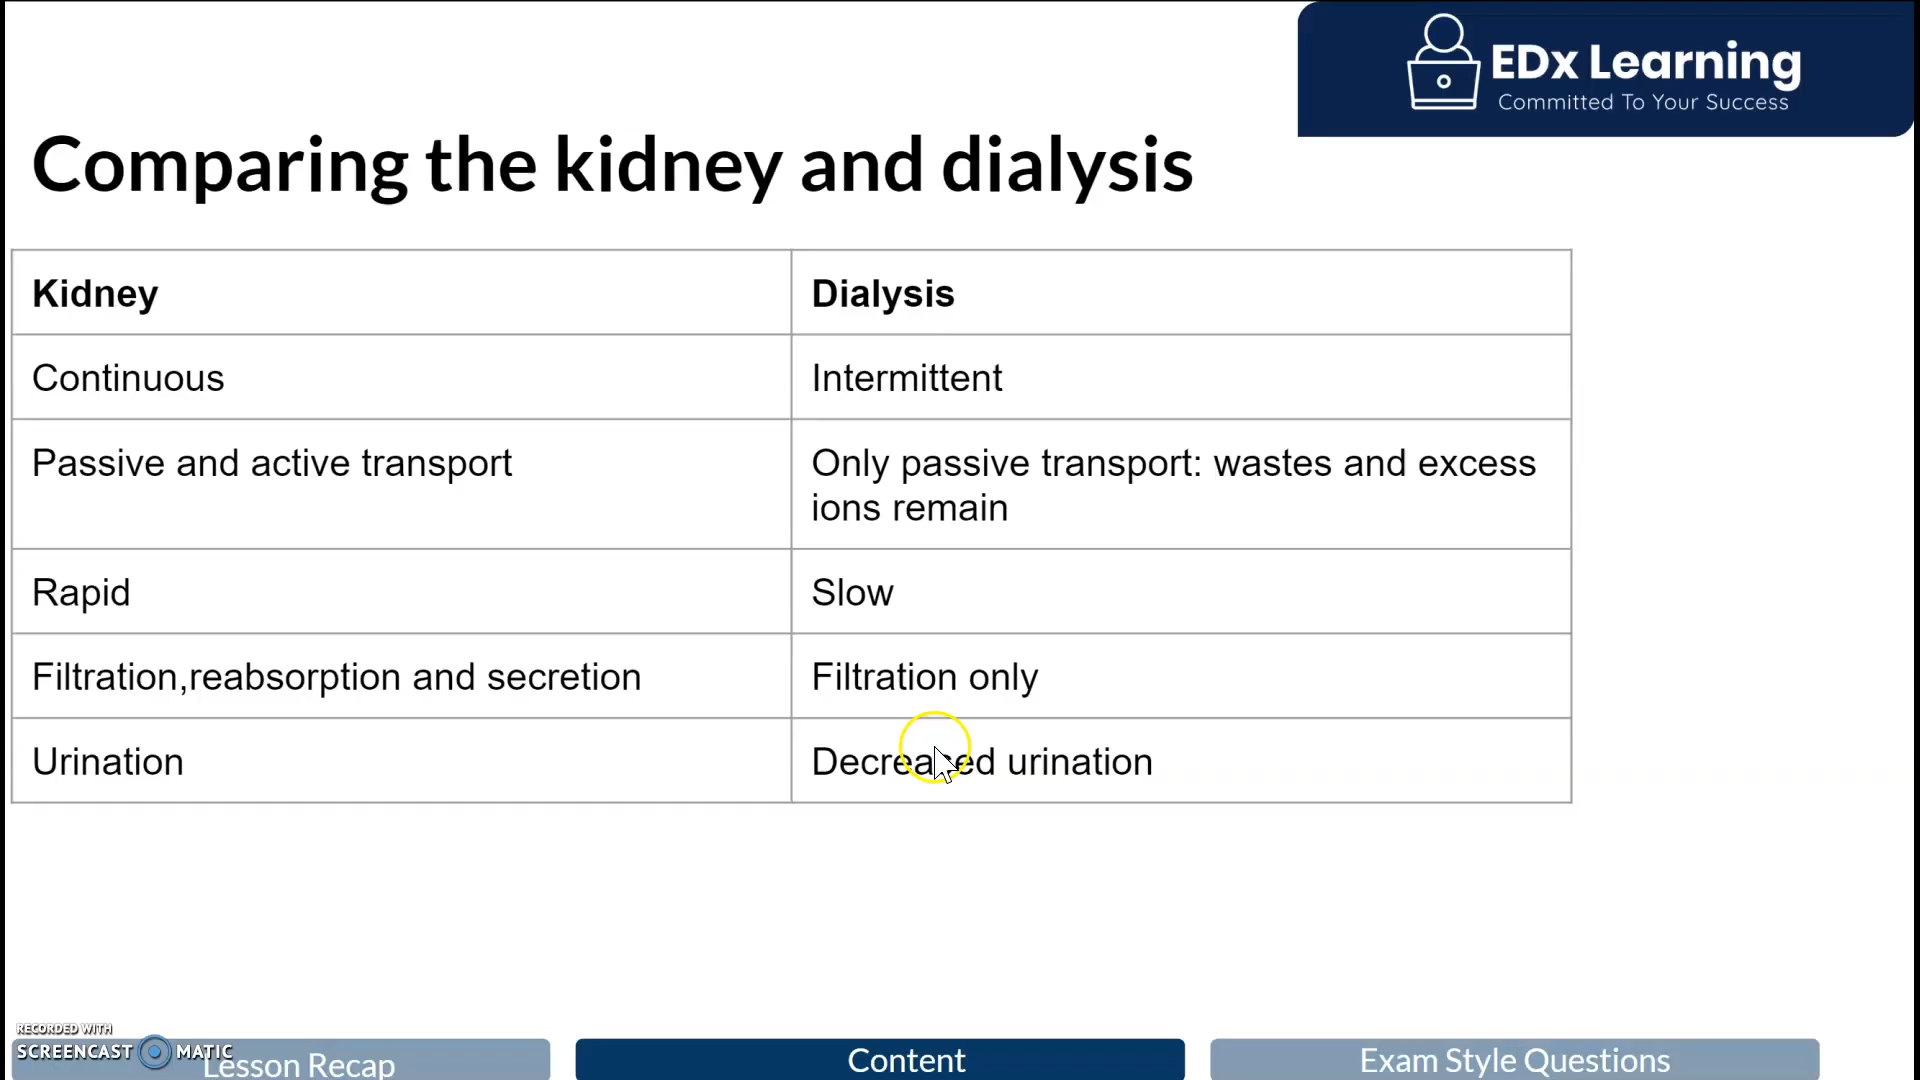 EDx Learning
Committed To Your Success
Comparing the kidney and dialysis
Kidney
Dialysis
Continuous
Intermittent
Passive and active transport
Only passive transport: wastes and excess
ions remain
Rapid
Slow
Filtration,reabsorption and secretion
Filtration only
Urination
Decreased urination
RECORDED WITH
SCREENCAST MATIC
Lesson Recap
Content
Exam Style Questions